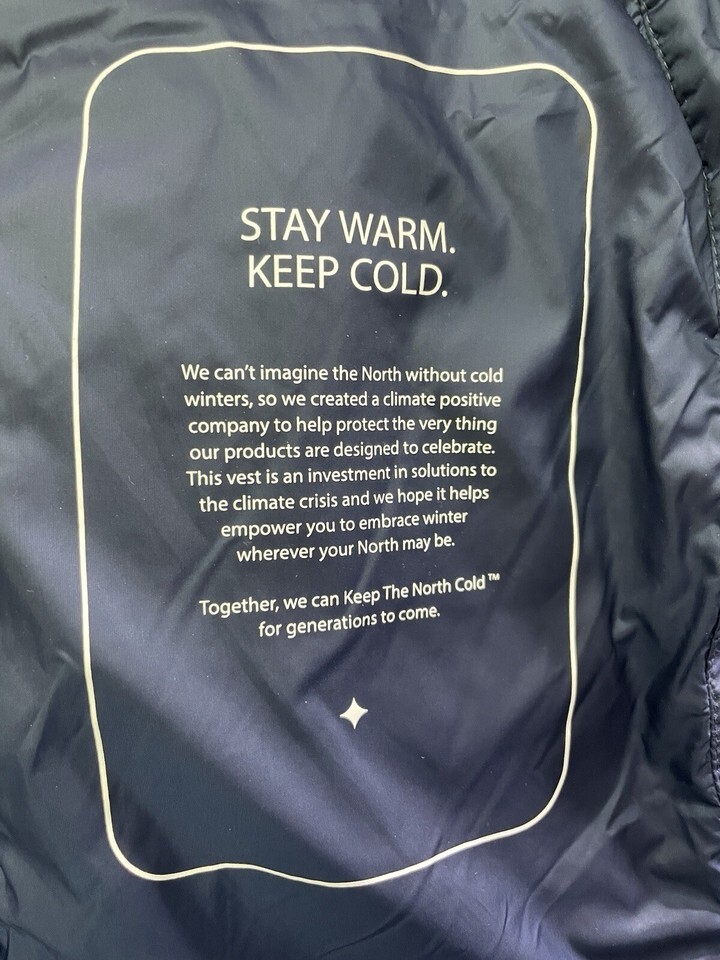 STAY WARM.
KEEP COLD.
We can't imagine the North without cold
winters, so we created a climate positive
company to help protect the very thing
our products are designed to celebrate.
This vest is an investment in solutions to
the climate crisis and we hope it helps
empower you to embrace winter
wherever your North may be.
Together, we can Keep The North Cold™
for generations to come.